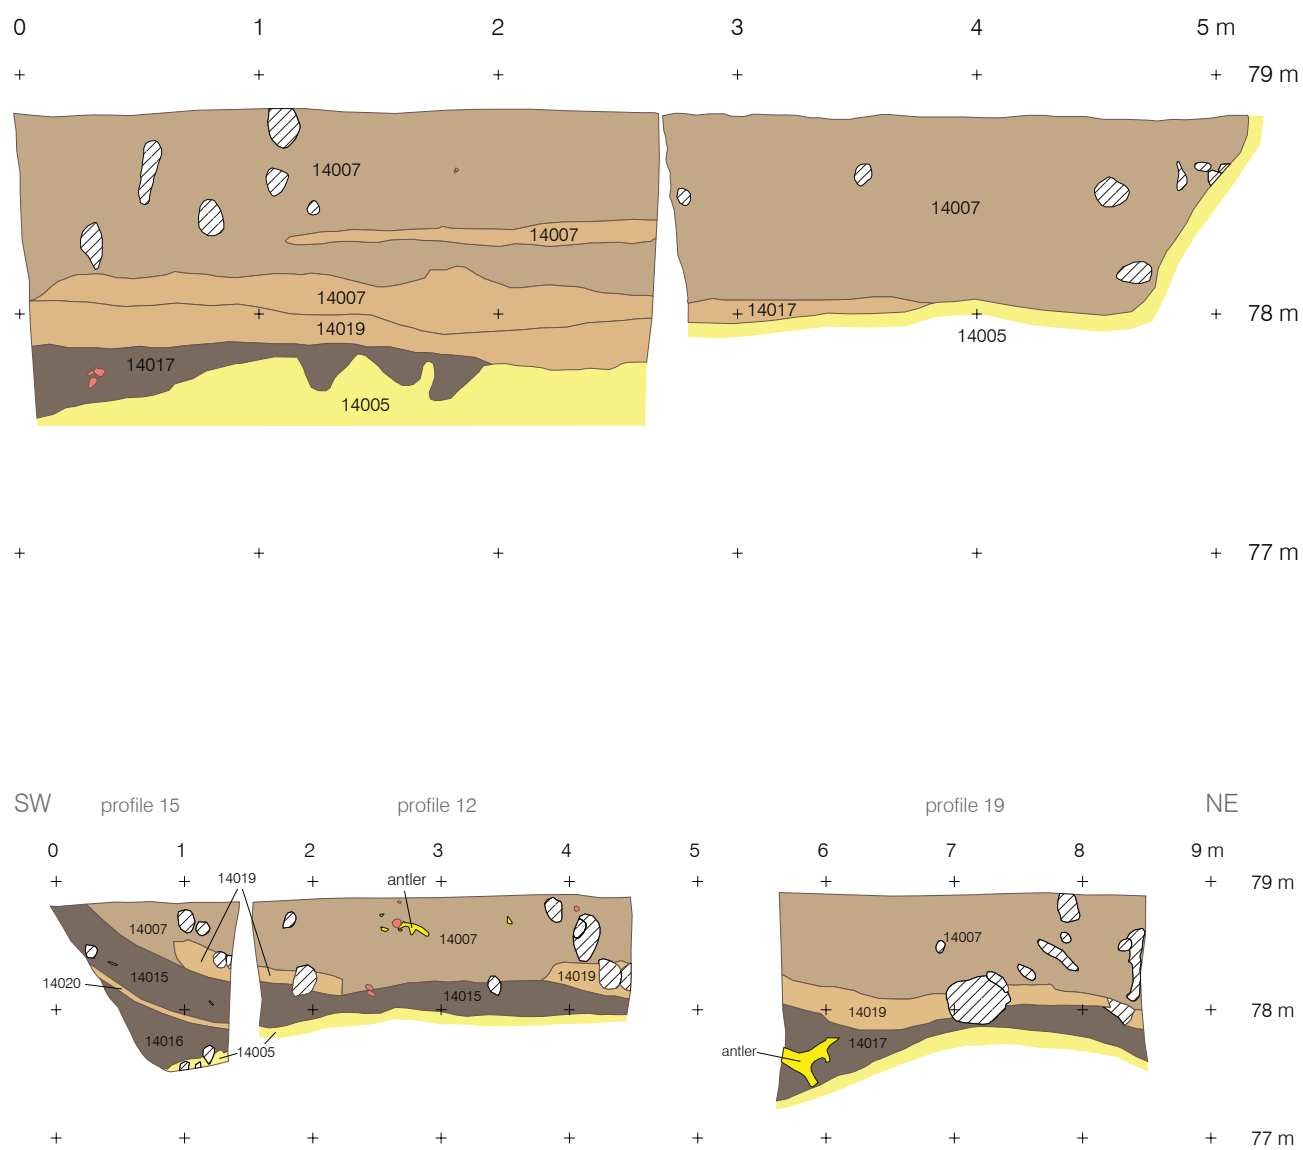 0 1 2 3 4 5 m
79 m
14007
14007
14007
14007
14017
78 m
14019
14005
14017
14005
77 m
SW profile 15 profile 12 profile 19 NE
0 1 2 3 4 5 6 7 8 9 m
14019 antler 79 m
14007 14007 14007
14015 14019
14020 14015
14019 78 m
14016 14017
14005 antler
77 m